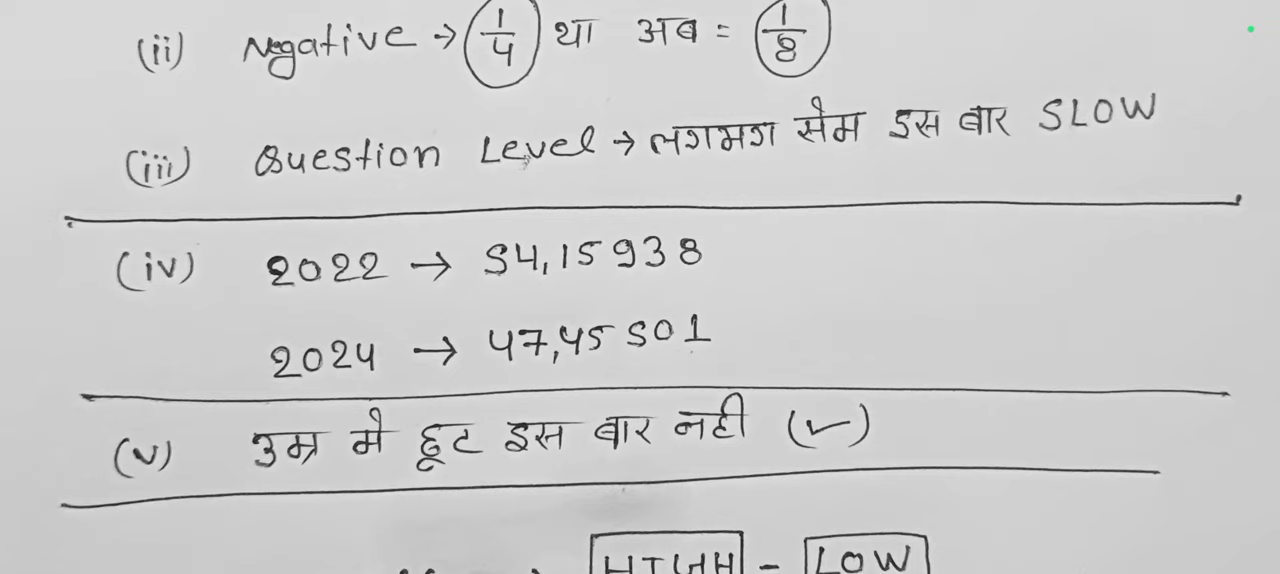 (ii) Negative → 1/4 था अब = 1/8
(iii) Question Level → लगभग सेम इस बार SLOW
(iv) 2022 → 54,15938
2024 → 47,45501
(v) उम्र मे छूट इस बार नही (✓)
HIGH - LOW